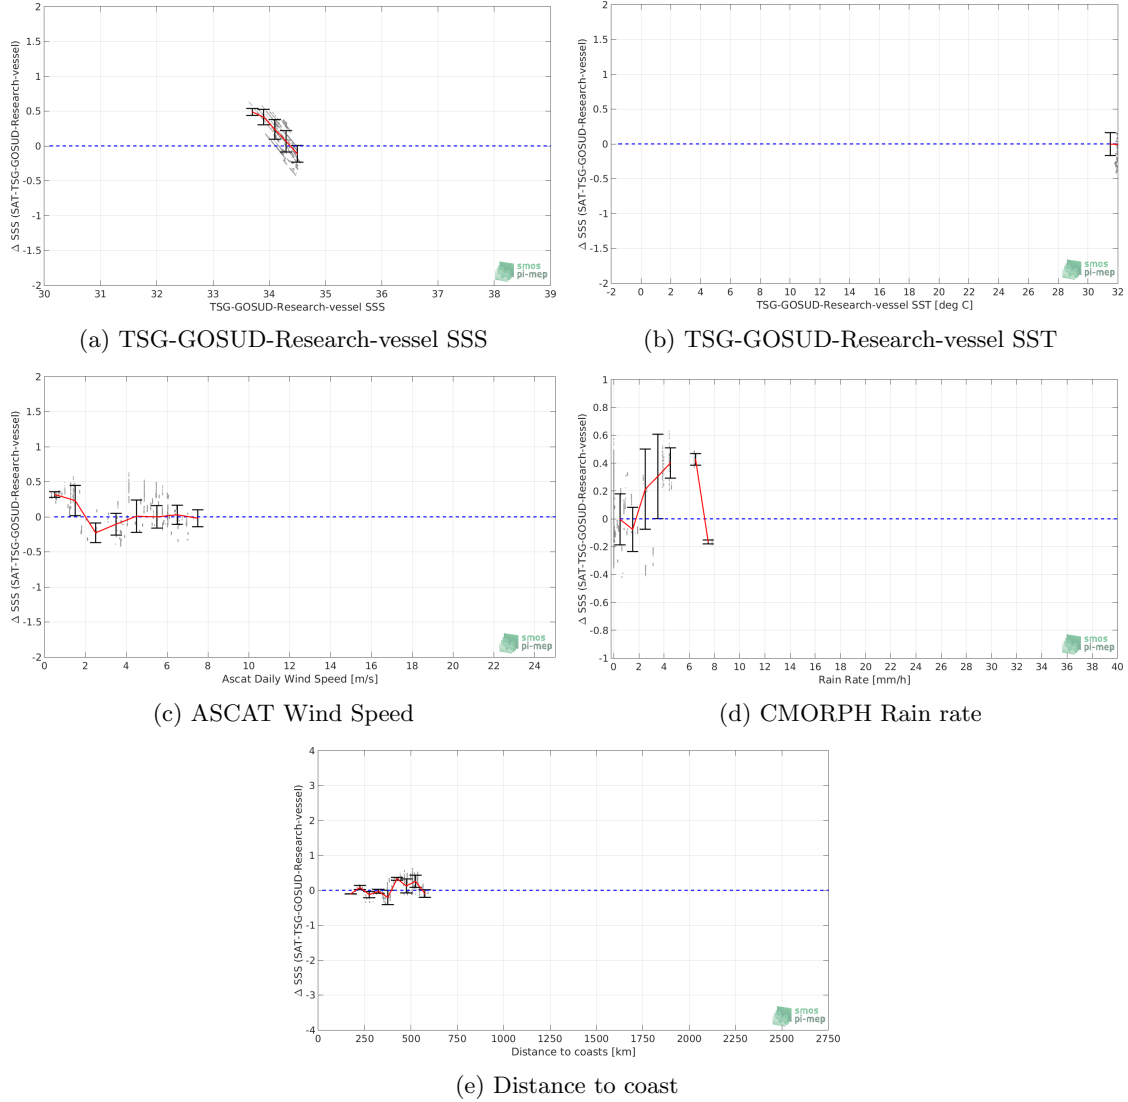 2
1.5
1
0.5
0
-0.5
-1
-1.5
-2
Δ SSS (SAT-TSG-GOSUD-Research-vessel)
30 31 32 33 34 35 36 37 38 39
TSG-GOSUD-Research-vessel SSS
smos
pi-mep
(a) TSG-GOSUD-Research-vessel SSS
2
1.5
1
0.5
0
-0.5
-1
-1.5
-2
Δ SSS (SAT-TSG-GOSUD-Research-vessel)
-2 0 2 4 6 8 10 12 14 16 18 20 22 24 26 28 30 32
TSG-GOSUD-Research-vessel SST [deg C]
smos
pi-mep
(b) TSG-GOSUD-Research-vessel SST
2
1.5
1
0.5
0
-0.5
-1
-1.5
-2
Δ SSS (SAT-TSG-GOSUD-Research-vessel)
0 2 4 6 8 10 12 14 16 18 20 22 24
Ascat Daily Wind Speed [m/s]
smos
pi-mep
(c) ASCAT Wind Speed
1
0.8
0.6
0.4
0.2
0
-0.2
-0.4
-0.6
-0.8
-1
Δ SSS (SAT-TSG-GOSUD-Research-vessel)
0 2 4 6 8 10 12 14 16 18 20 22 24 26 28 30 32 34 36 38 40
Rain Rate [mm/h]
smos
pi-mep
(d) CMORPH Rain rate
4
3
2
1
0
-1
-2
-3
-4
Δ SSS (SAT-TSG-GOSUD-Research-vessel)
0 250 500 750 1000 1250 1500 1750 2000 2250 2500 2750
Distance to coasts [km]
smos
pi-mep
(e) Distance to coast